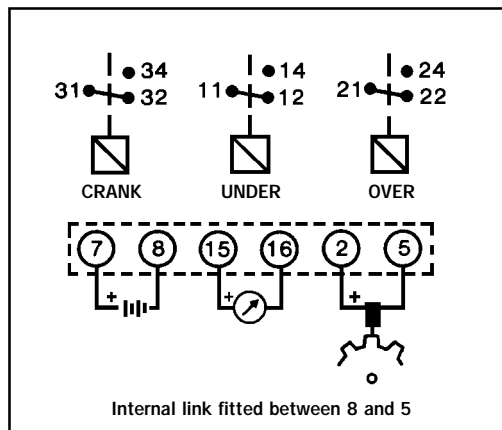 34 14 24
31 32 11 12 21 22
CRANK UNDER OVER
7 8 15 16 2 5
+ + +
Internal link fitted between 8 and 5